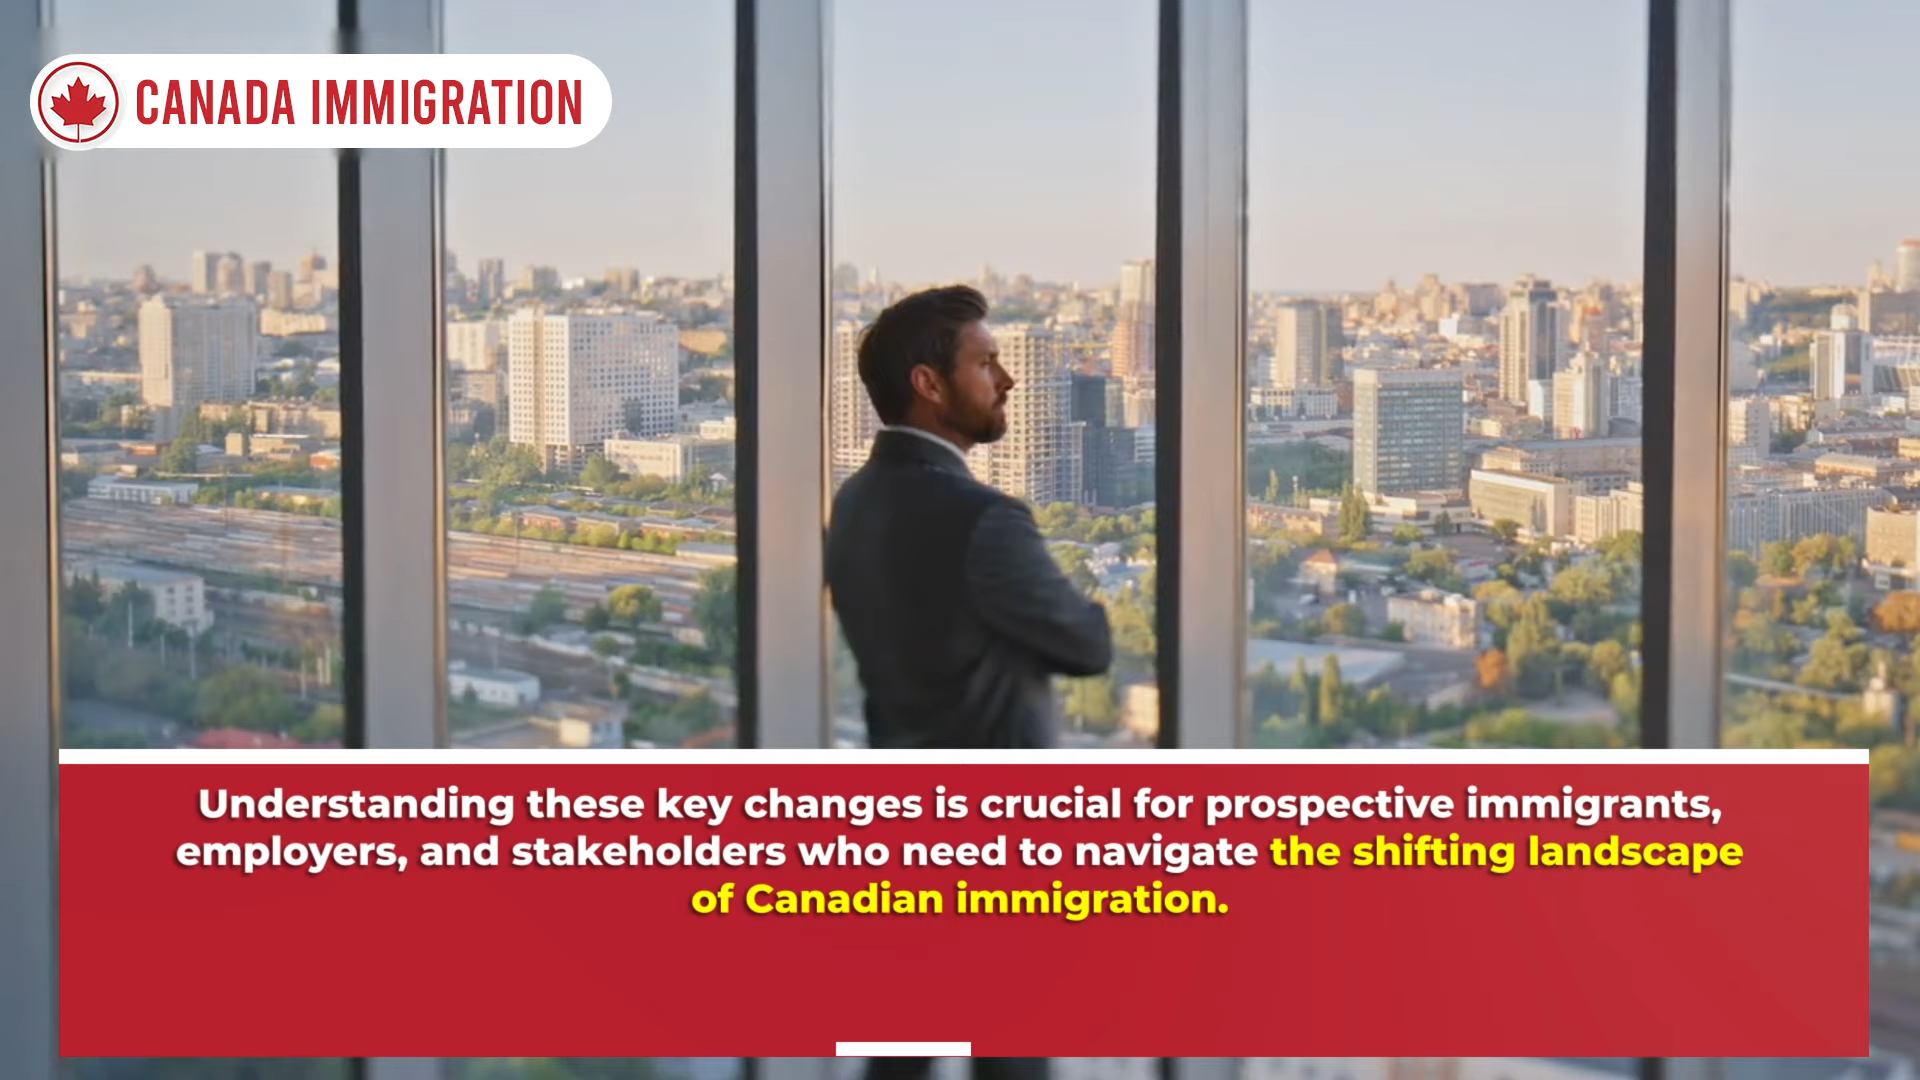 CANADA IMMIGRATION
Understanding these key changes is crucial for prospective immigrants,
employers, and stakeholders who need to navigate the shifting landscape
of Canadian immigration.